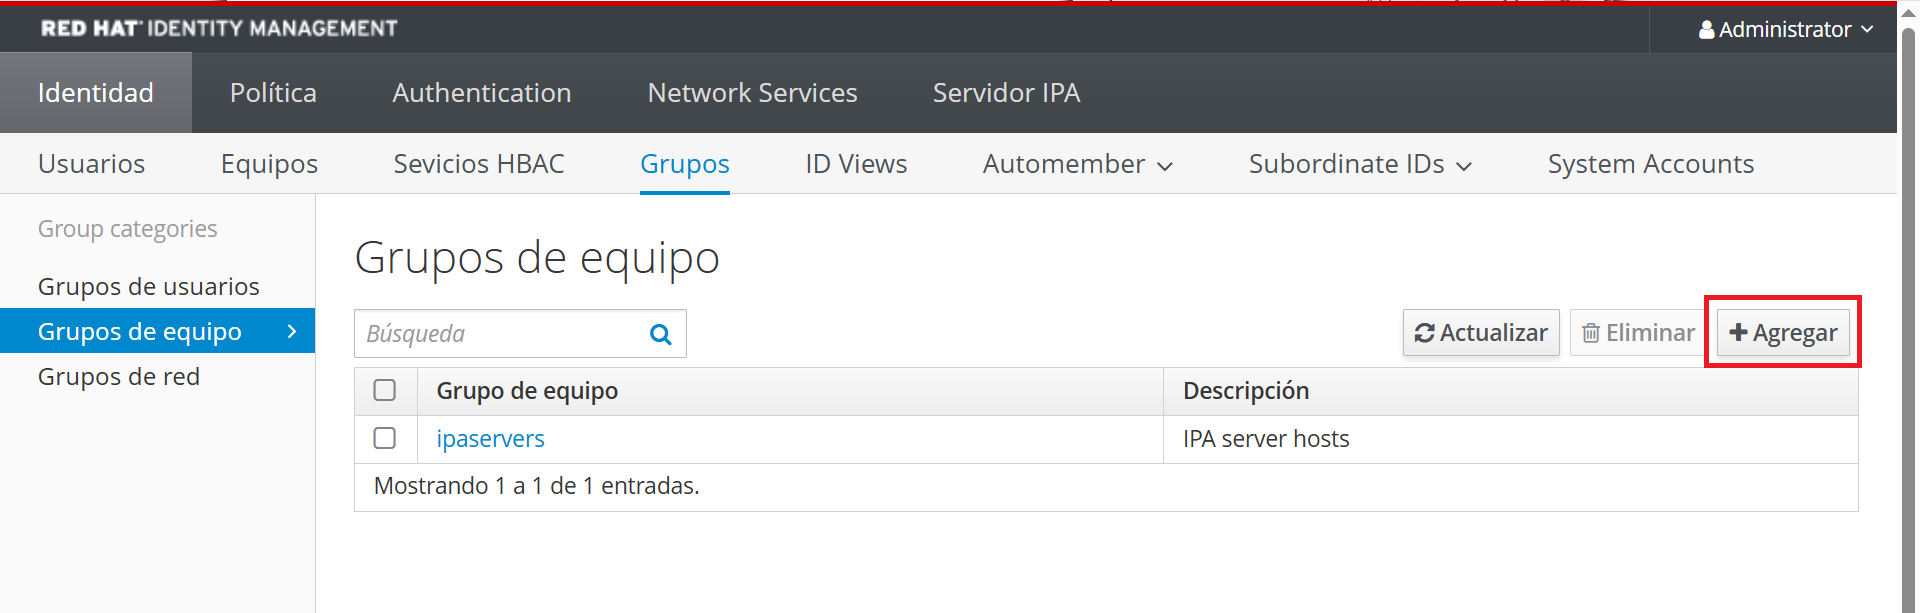 RED HAT IDENTITY MANAGEMENT
Administrator
Identidad Política Authentication Network Services Servidor IPA
Usuarios Equipos Sevicios HBAC Grupos ID Views Automember Subordinate IDs System Accounts
Group categories
Grupos de usuarios
Grupos de equipo
Grupos de red
Grupos de equipo
Búsqueda
Actualizar Eliminar Agregar
Grupo de equipo Descripción
ipaservers IPA server hosts
Mostrando 1 a 1 de 1 entradas.